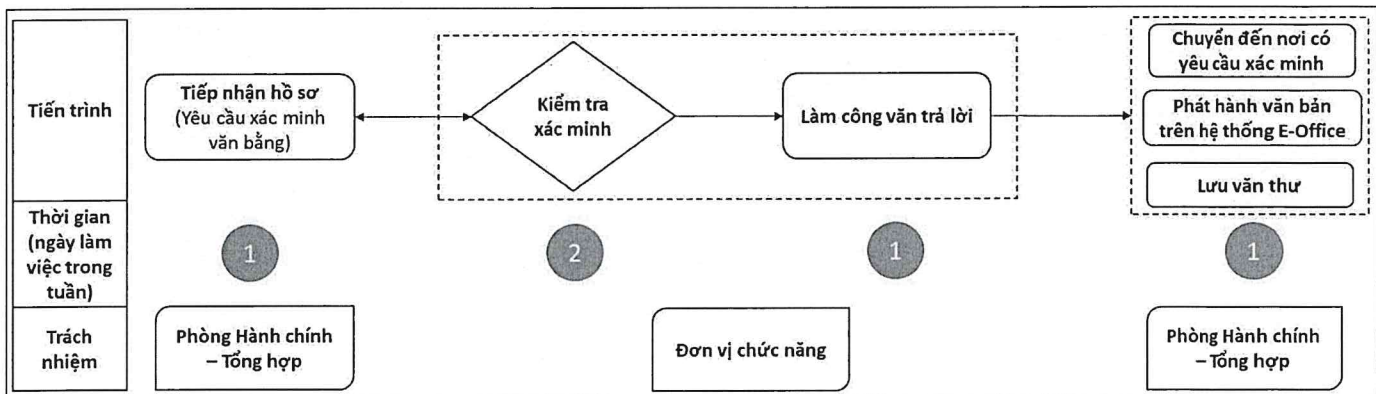 Tiến trình
Tiếp nhận hồ sơ
(Yêu cầu xác minh
văn bằng)
Kiểm tra
xác minh
Làm công văn trả lời
Chuyển đến nơi có
yêu cầu xác minh
Phát hành văn bản
trên hệ thống E-Office
Lưu văn thư
Thời gian
(ngày làm
việc trong
tuần)
1
2
1
1
Trách
nhiệm
Phòng Hành chính
– Tổng hợp
Đơn vị chức năng
Phòng Hành chính
– Tổng hợp